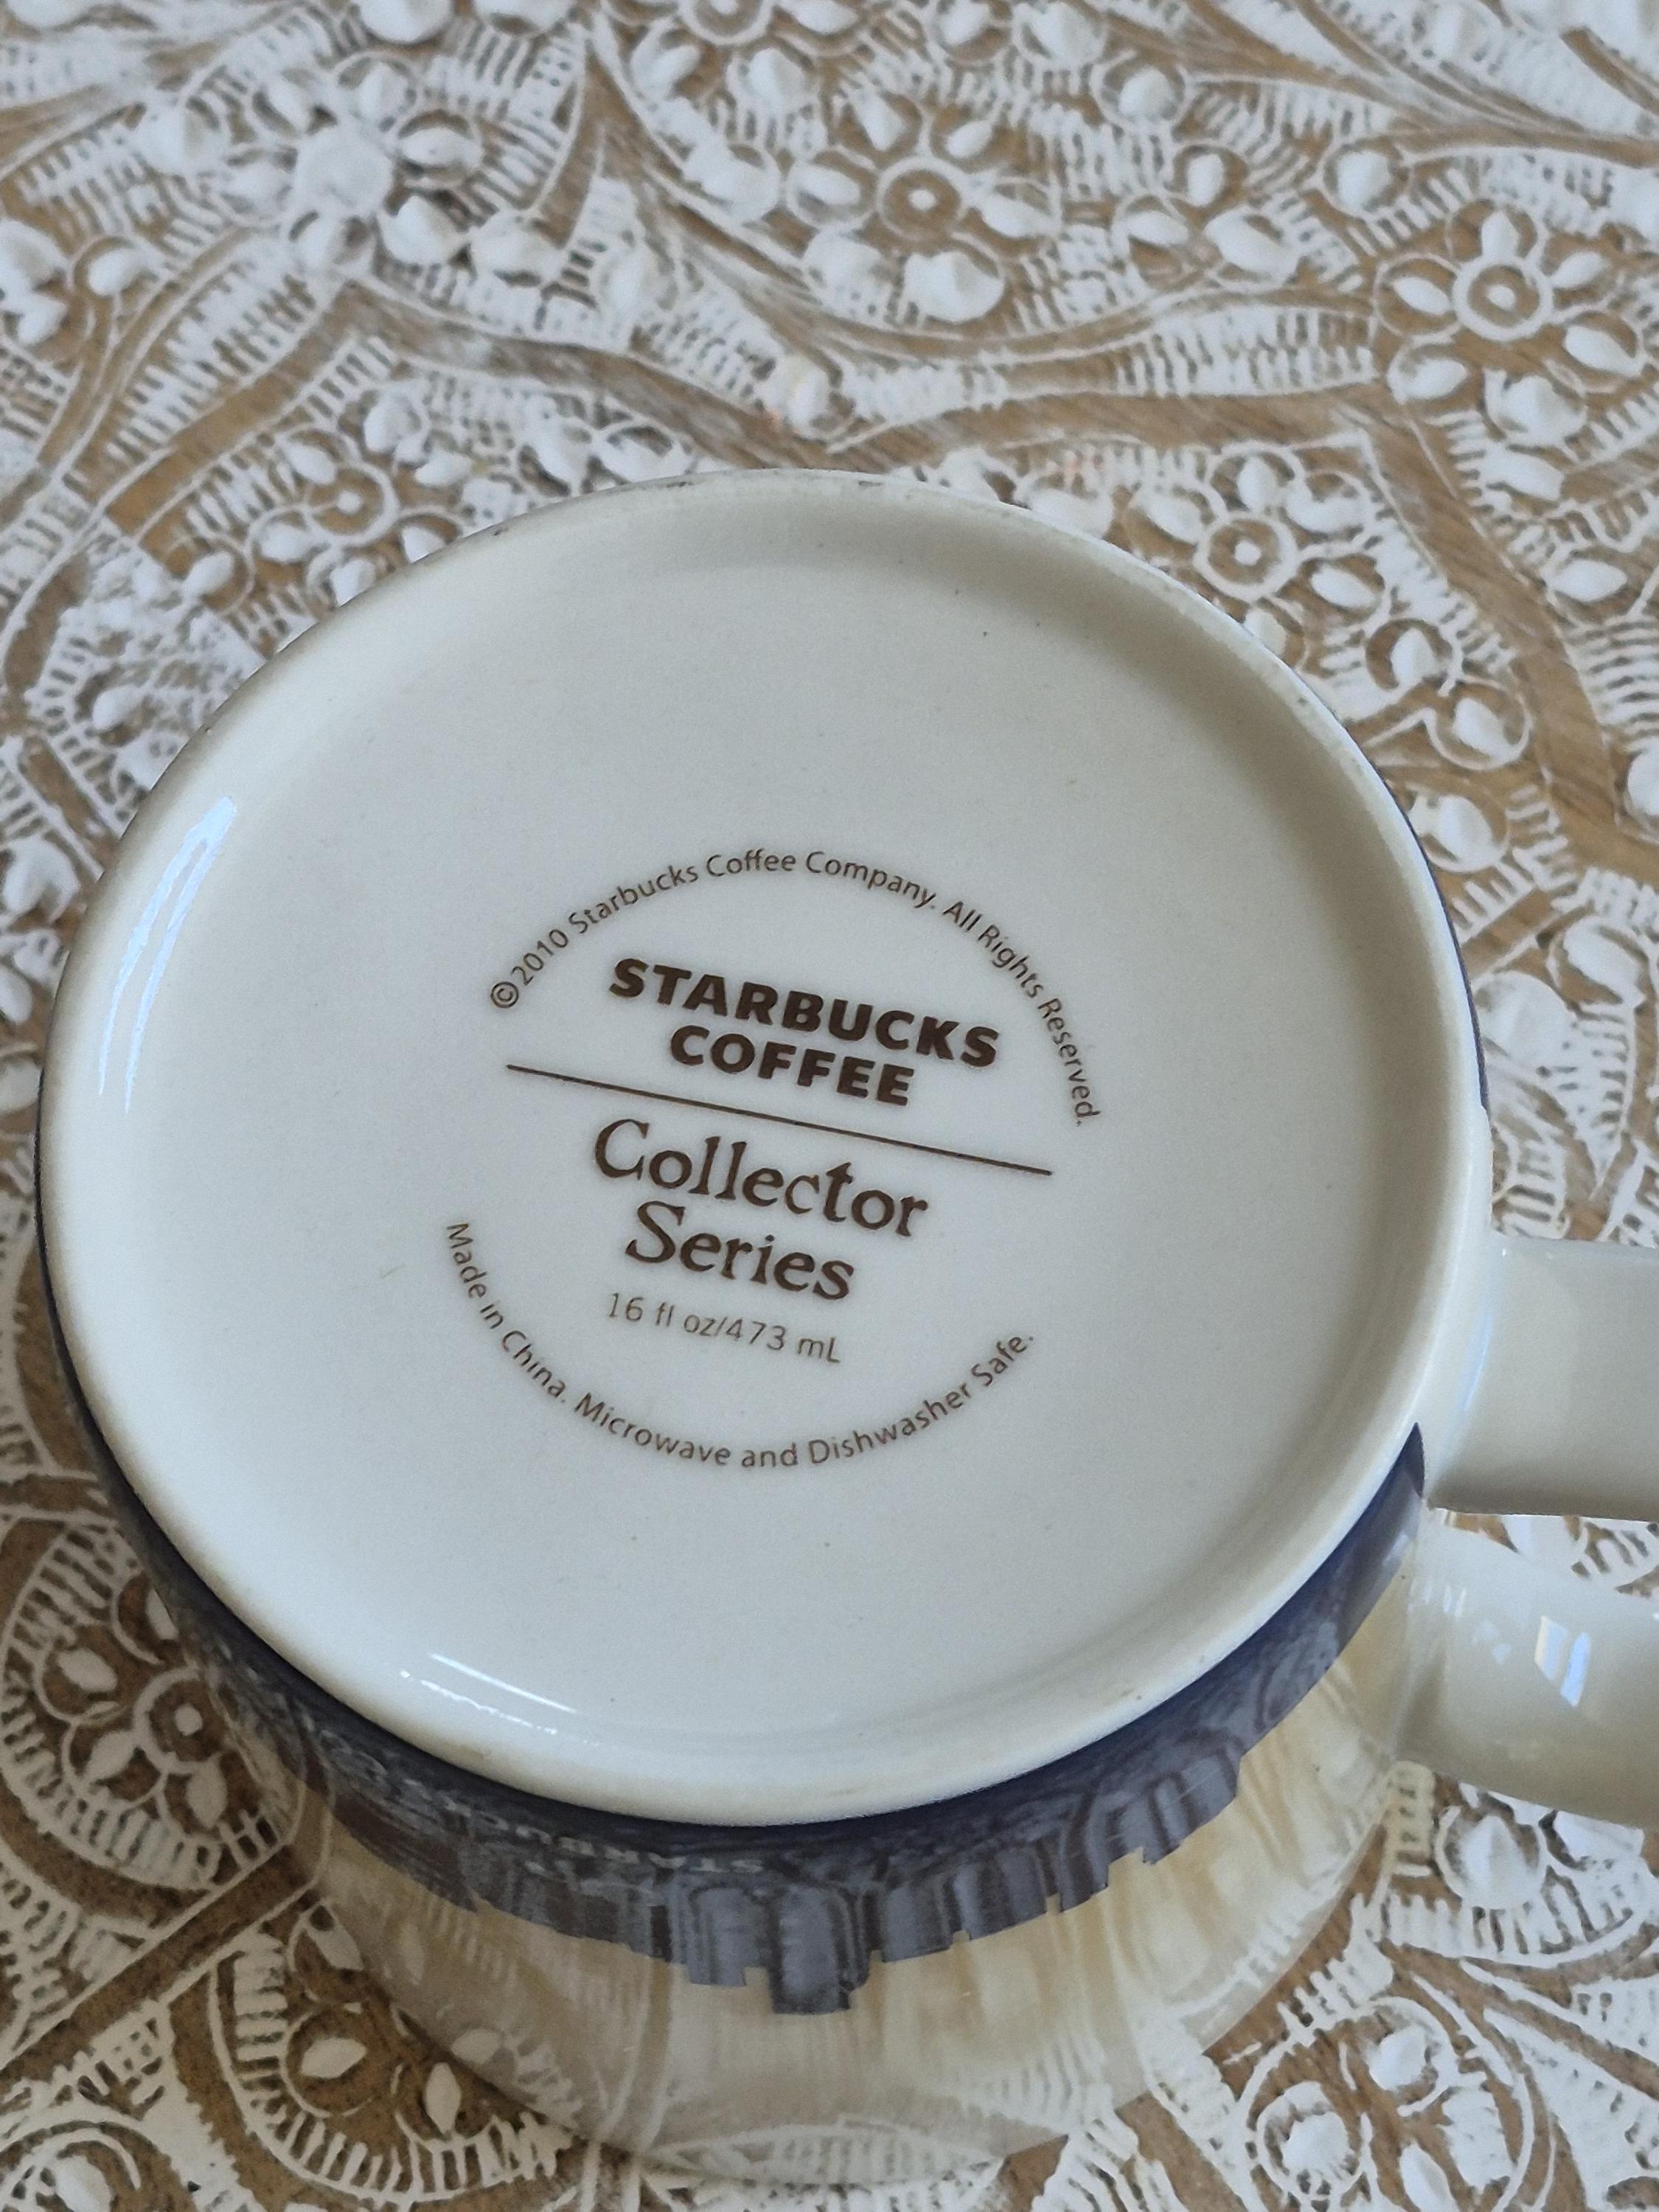 ©2010 Starbucks Coffee Company. All Rights Reserved.
STARBUCKS
COFFEE
Collector
Series
16 fl oz/473 mL
Made in China. Microwave and Dishwasher Safe.